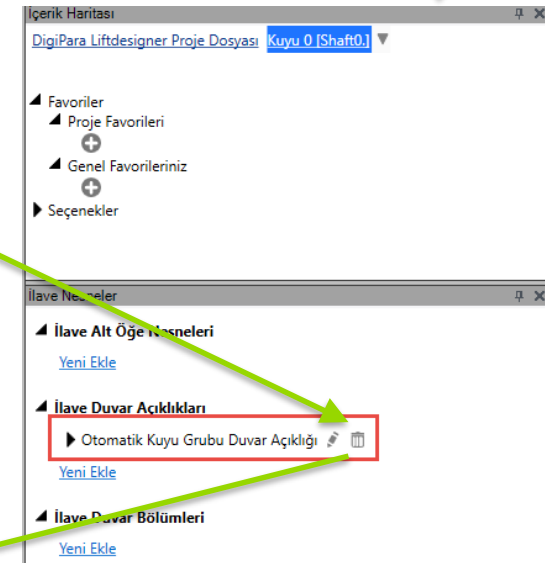 İçerik Haritası
DigiPara Liftdesigner Proje Dosyası Kuyu 0 [Shaft0.]
Favoriler
Proje Favorileri
Genel Favorileriniz
Seçenekler
İlave Nesneler
İlave Alt Öğe Nesneleri
Yeni Ekle
İlave Duvar Açıklıkları
Otomatik Kuyu Grubu Duvar Açıklığı
Yeni Ekle
İlave Duvar Bölümleri
Yeni Ekle